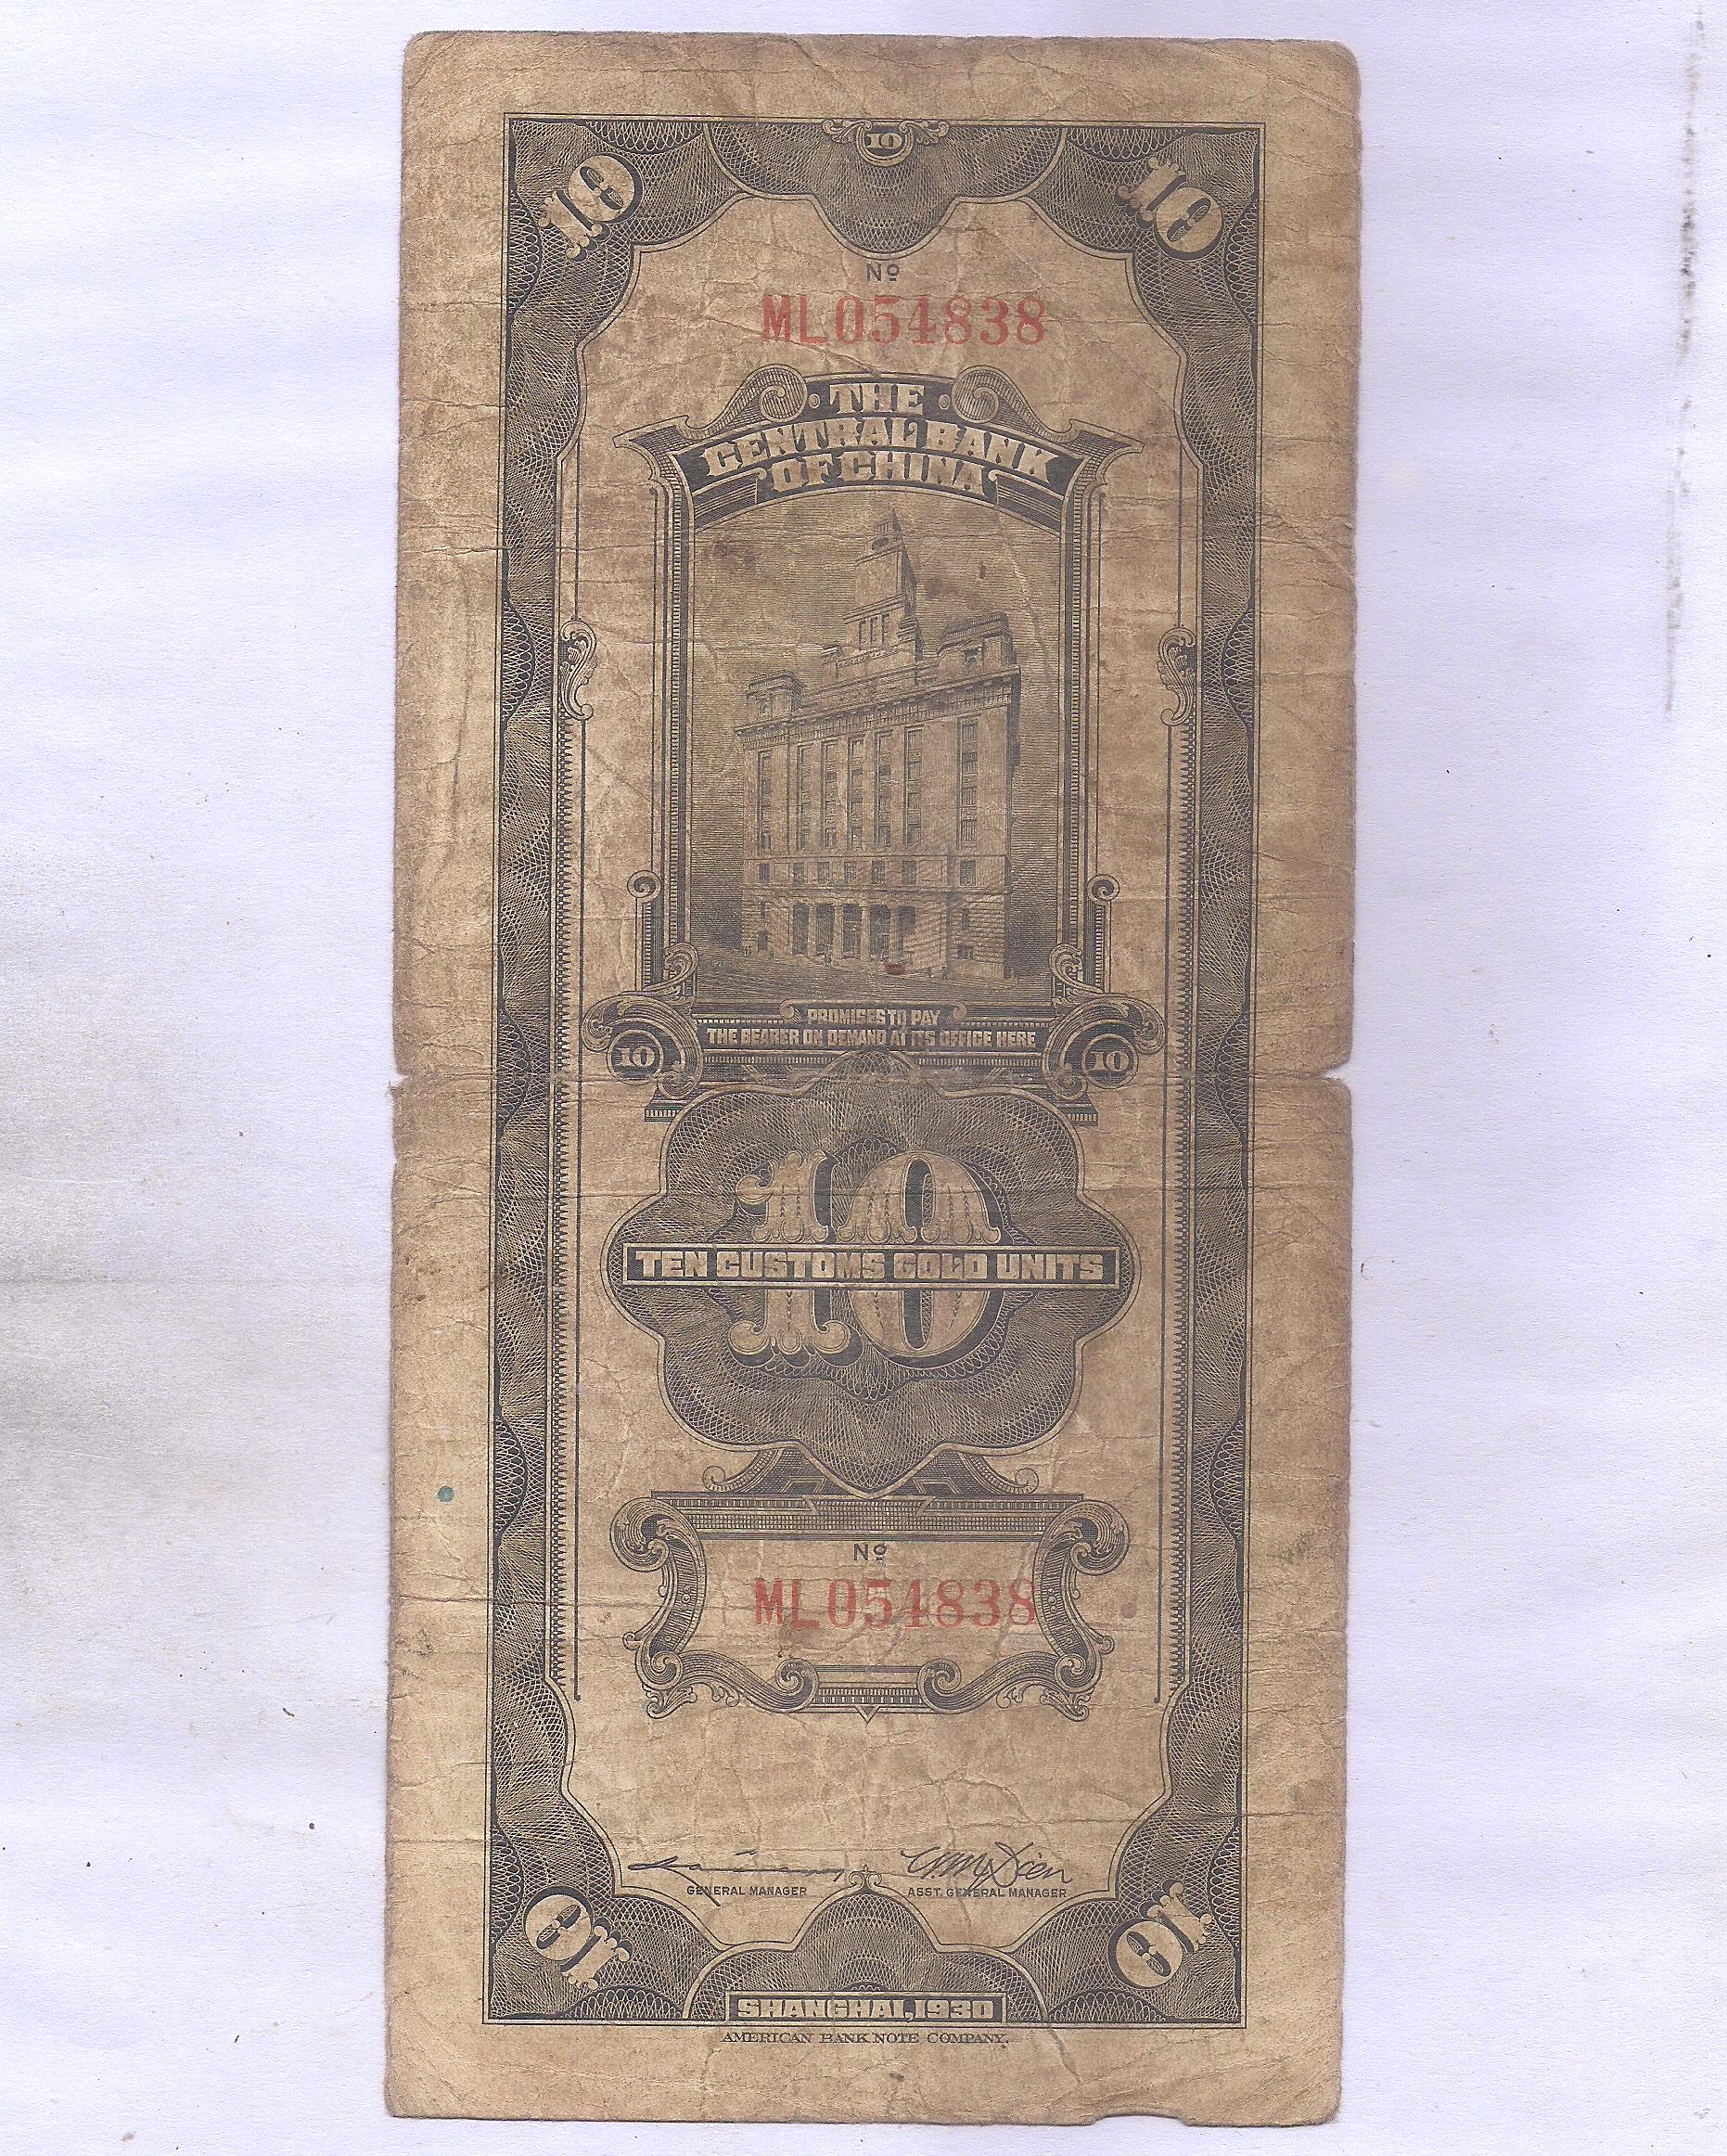 10
10 10
Nº
ML054838
THE
CENTRAL BANK
OF CHINA
PROMISES TO PAY
THE BEARER ON DEMAND AT ITS OFFICE HERE
10 10
10
TEN CUSTOMS GOLD UNITS
Nº
ML054838
GENERAL MANAGER ASST. GENERAL MANAGER
10 10
SHANGHAI, 1930
AMERICAN BANK NOTE COMPANY.